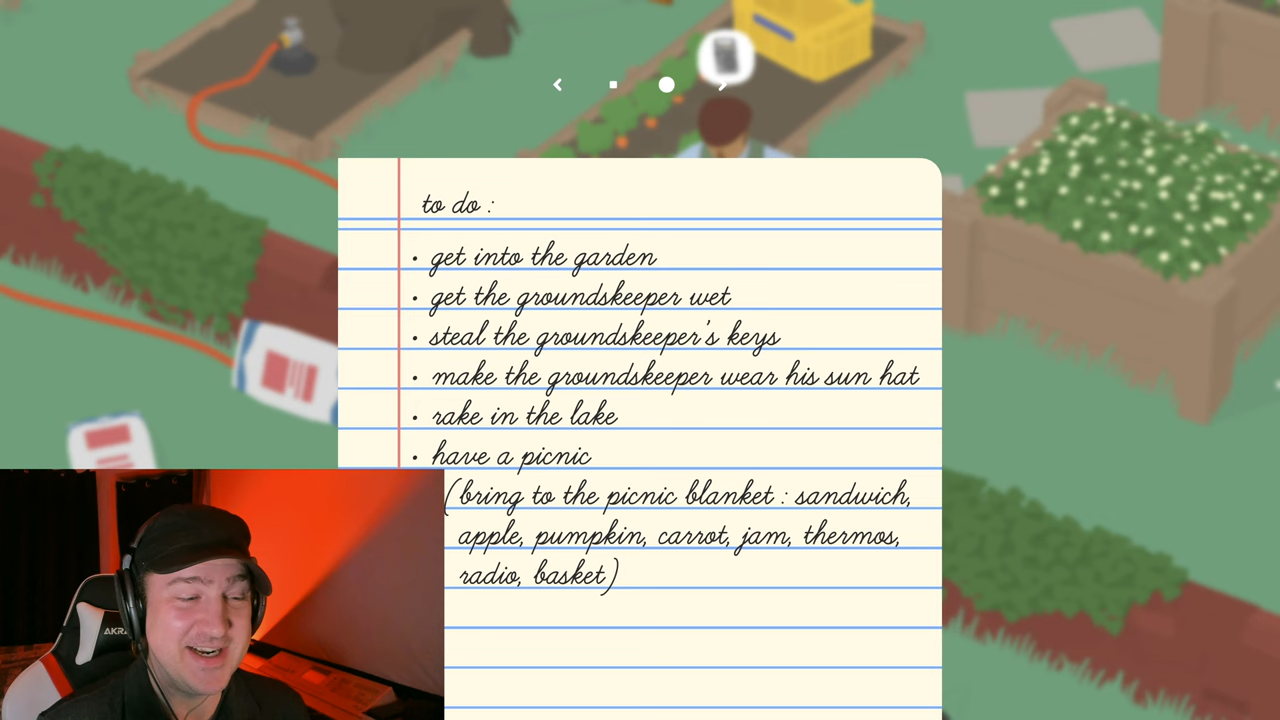 to do :
• get into the garden
• get the groundskeeper wet
• steal the groundskeeper's keys
• make the groundskeeper wear his sun hat
• rake in the lake
• have a picnic
(bring to the picnic blanket : sandwich,
apple, pumpkin, carrot, jam, thermos,
radio, basket)